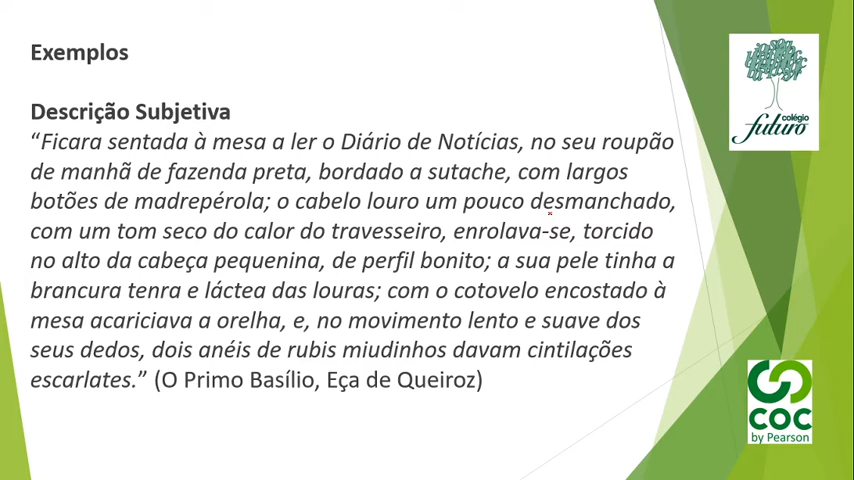 Exemplos
Descrição Subjetiva
“Ficara sentada à mesa a ler o Diário de Notícias, no seu roupão
de manhã de fazenda preta, bordado a sutache, com largos
botões de madrepérola; o cabelo louro um pouco desmanchado,
com um tom seco do calor do travesseiro, enrolava-se, torcido
no alto da cabeça pequenina, de perfil bonito; a sua pele tinha a
brancura tenra e láctea das louras; com o cotovelo encostado à
mesa acariciava a orelha, e, no movimento lento e suave dos
seus dedos, dois anéis de rubis miudinhos davam cintilações
escarlates.” (O Primo Basílio, Eça de Queiroz)
colégio
futuro
COC
by Pearson